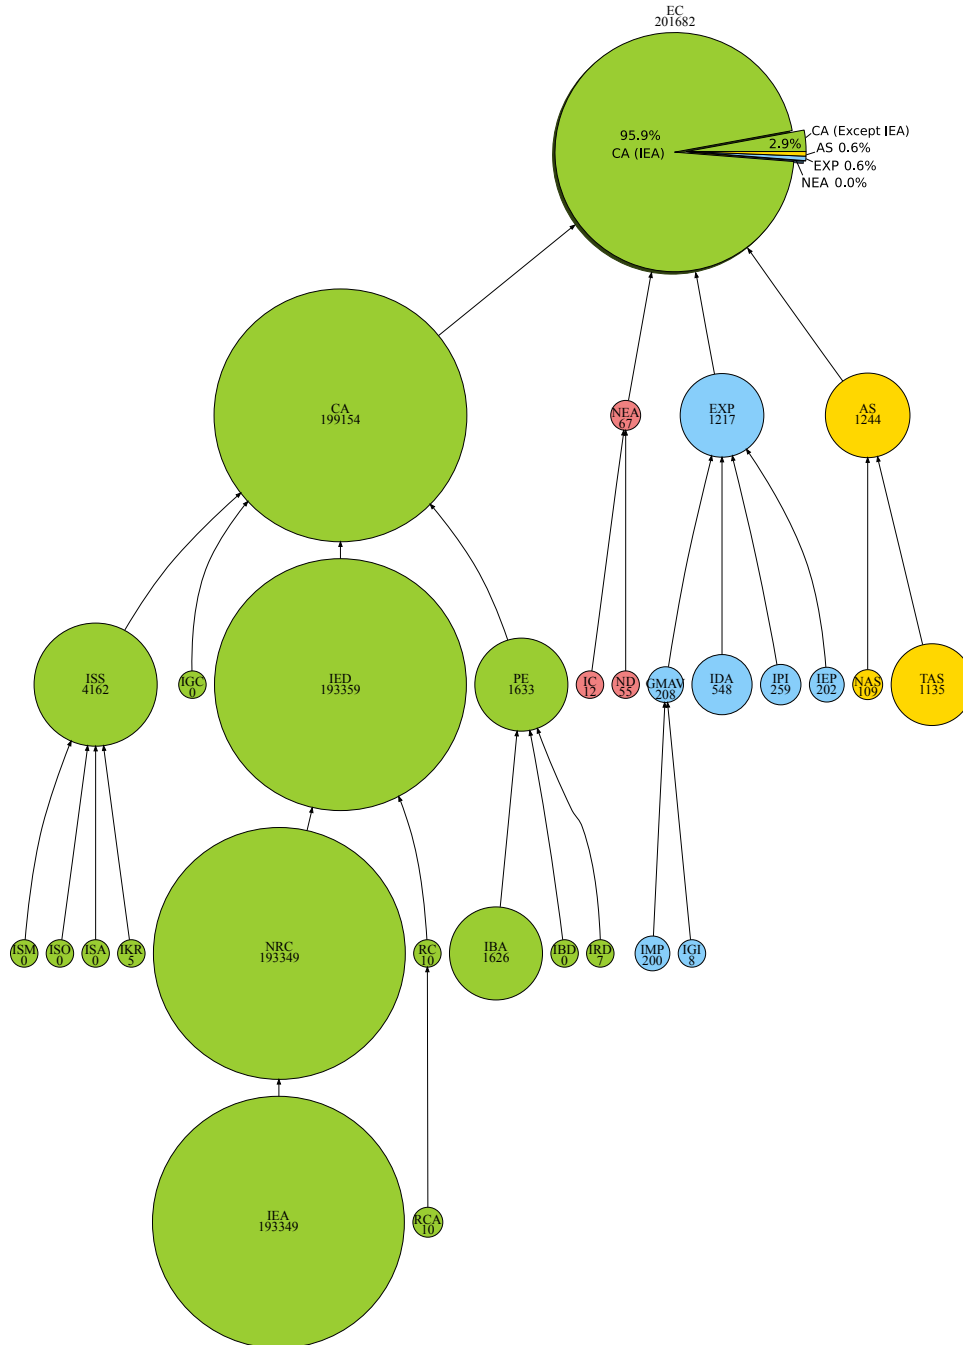 EC
201682
95.9%
CA (IEA)
2.9%
CA (Except IEA)
AS 0.6%
EXP 0.6%
NEA 0.0%
CA
199154
NEA
67
EXP
1217
AS
1244
ISS
4162
IGC
0
IED
193359
PE
1633
IC
12
ND
55
GMAV
208
IDA
548
IPI
259
IEP
202
NAS
109
TAS
1135
ISM
0
ISO
0
ISA
0
IKR
5
NRC
193349
RC
10
IBA
1626
IBD
0
IRD
7
IMP
200
IGI
8
IEA
193349
RCA
10